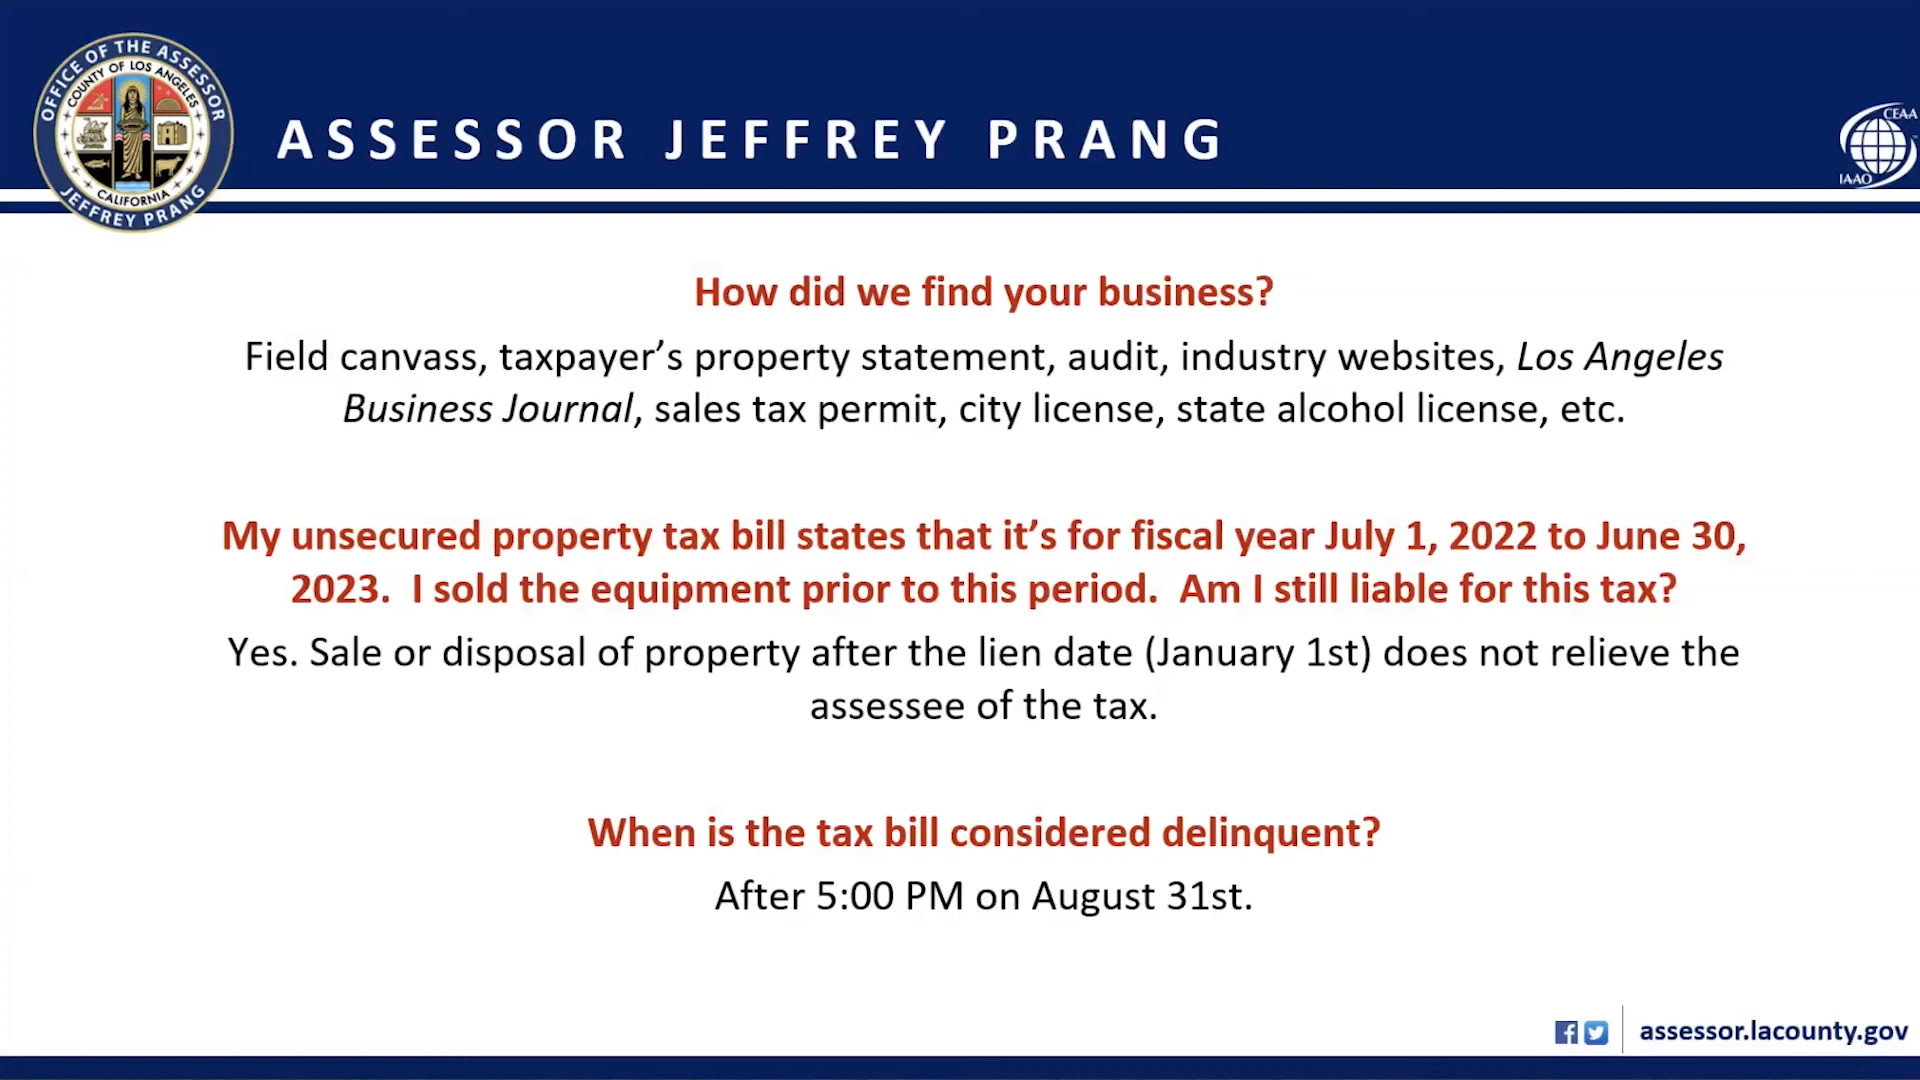 OFFICE OF THE ASSESSOR
COUNTY OF LOS ANGELES
CALIFORNIA
JEFFREY PRANG
ASSESSOR JEFFREY PRANG
CEAA
IAAO
How did we find your business?
Field canvass, taxpayer’s property statement, audit, industry websites, Los Angeles
Business Journal, sales tax permit, city license, state alcohol license, etc.
My unsecured property tax bill states that it’s for fiscal year July 1, 2022 to June 30,
2023.  I sold the equipment prior to this period.  Am I still liable for this tax?
Yes. Sale or disposal of property after the lien date (January 1st) does not relieve the
assessee of the tax.
When is the tax bill considered delinquent?
After 5:00 PM on August 31st.
assessor.lacounty.gov